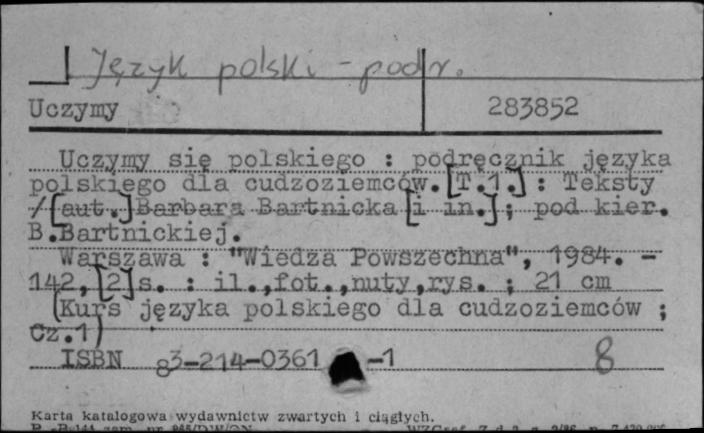 Język polski - podr.
Uczymy 283852
Uczymy się polskiego : podręcznik języka
polskiego dla cudzoziemców. [T.1.] : Teksty
/ [aut.] Barbara Bartnicka [i in.] ; pod kier.
B.Bartnickiej.
Warszawa : "Wiedza Powszechna", 1984. -
142, [2] s. : il.,fot.,nuty,rys. ; 21 cm
(Kurs języka polskiego dla cudzoziemców ;
Cz.1)
ISBN 83-214-0361 -1 8
Karta katalogowa wydawnictw zwartych i ciągłych.